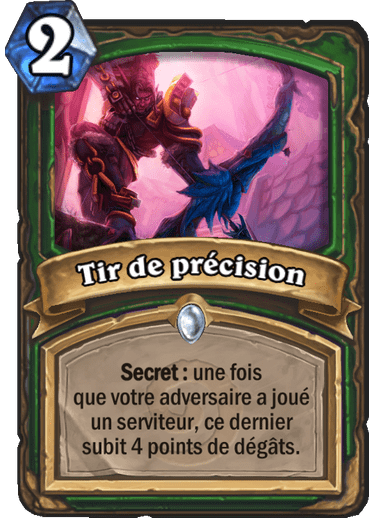 2
Tir de précision
Secret : une fois
que votre adversaire a joué
un serviteur, ce dernier
subit 4 points de dégâts.